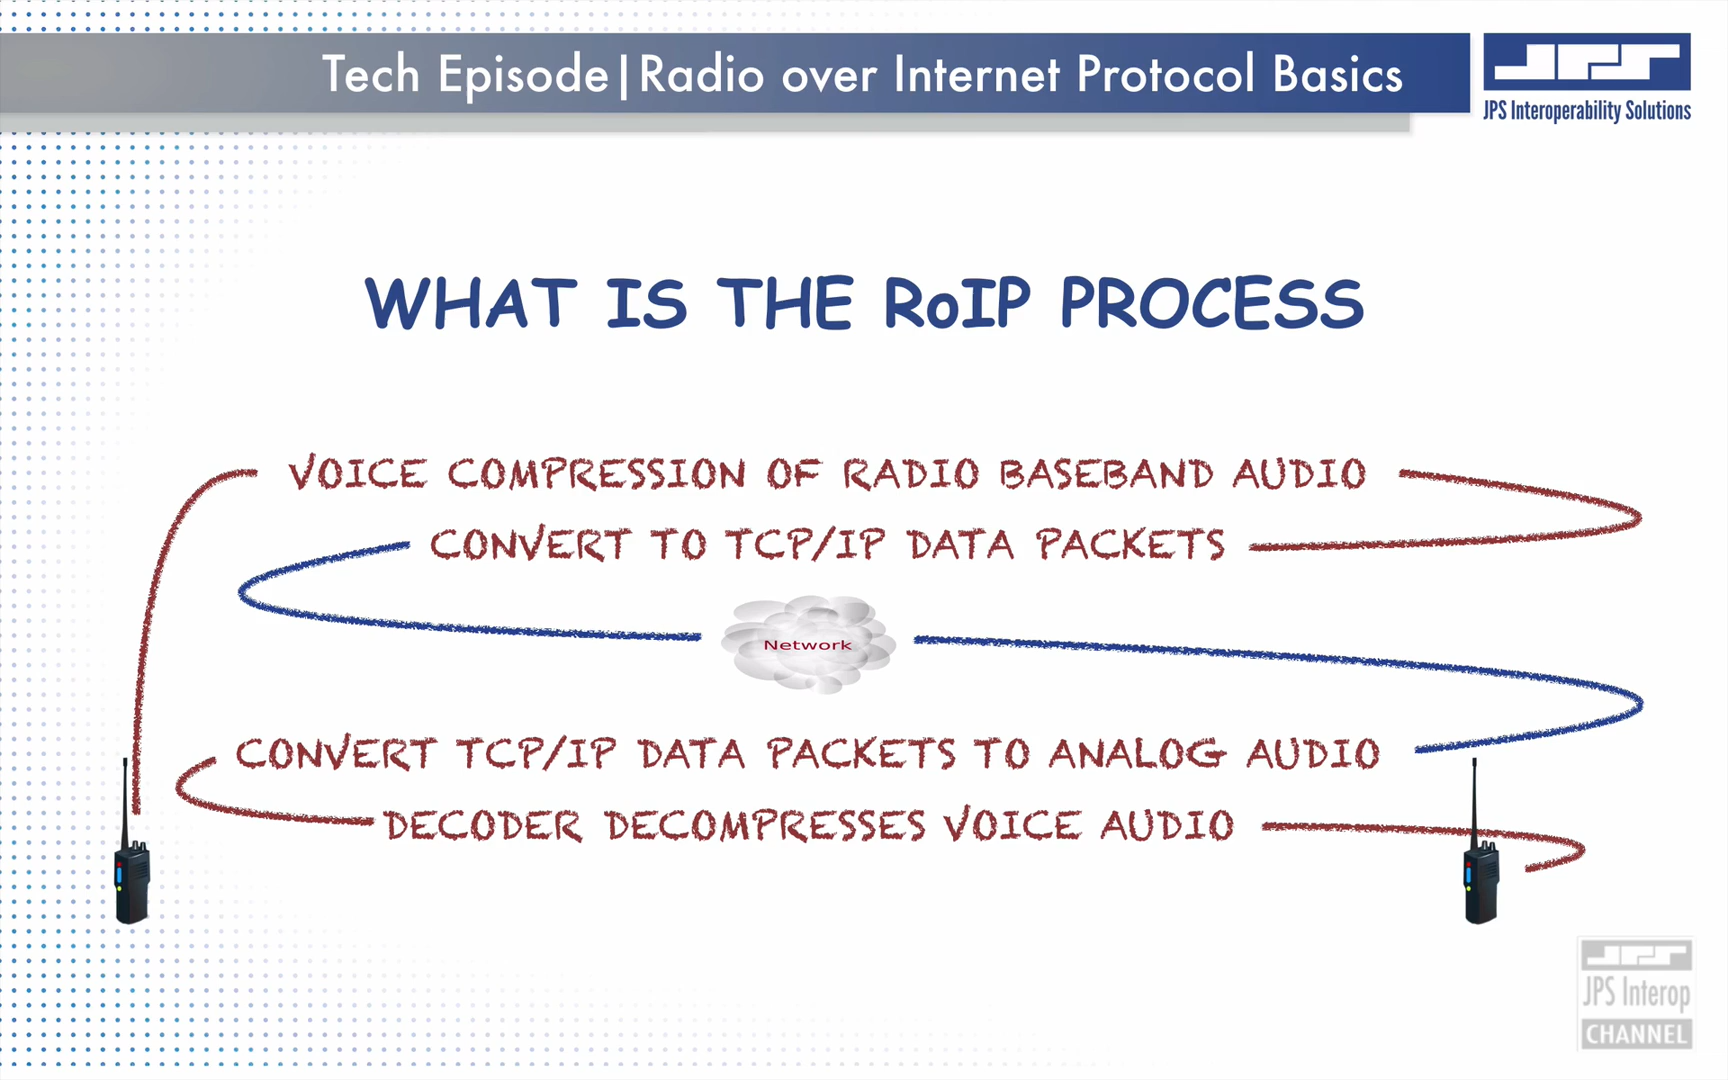 Tech Episode|Radio over Internet Protocol Basics
JPS
JPS Interoperability Solutions
WHAT IS THE RoIP PROCESS
VOICE COMPRESSION OF RADIO BASEBAND AUDIO
CONVERT TO TCP/IP DATA PACKETS
Network
CONVERT TCP/IP DATA PACKETS TO ANALOG AUDIO
DECODER DECOMPRESSES VOICE AUDIO
JPS
JPS Interop
CHANNEL